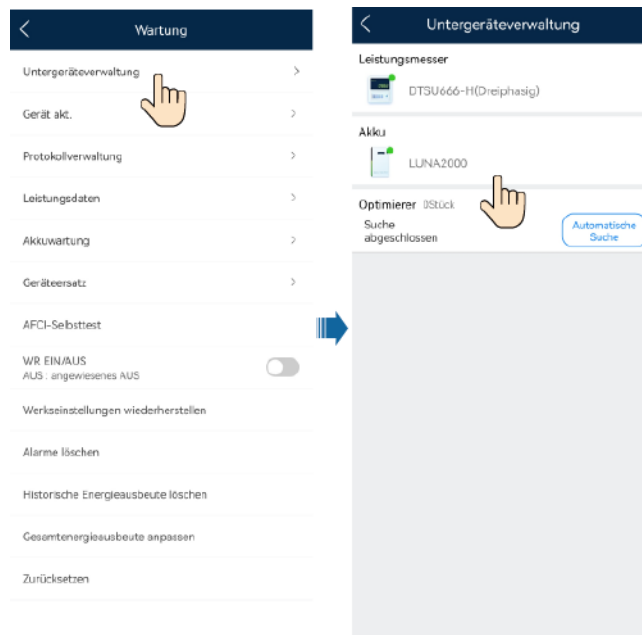 Wartung
Untergeräteverwaltung
Gerät akt.
Protokollverwaltung
Leistungsdaten
Akkuwartung
Geräteersatz
AFCI-Selbsttest
WR EIN/AUS
AUS : angewiesenes AUS
Werkseinstellungen wiederherstellen
Alarme löschen
Historische Energieausbeute löschen
Gesamtenergieausbeute anpassen
Zurücksetzen
Untergeräteverwaltung
Leistungsmesser
DTSU666-H(Dreiphasig)
Akku
LUNA2000
Optimierer 0Stück
Suche
abgeschlossen
Automatische
Suche